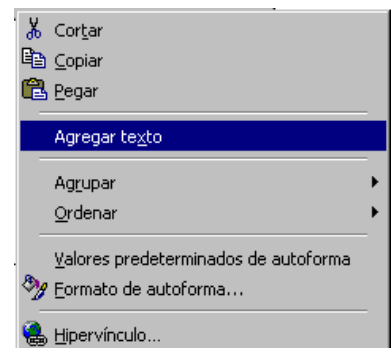 Cortar
Copiar
Pegar
Agregar texto
Agrupar
Ordenar
Valores predeterminados de autoforma
Formato de autoforma...
Hipervínculo...